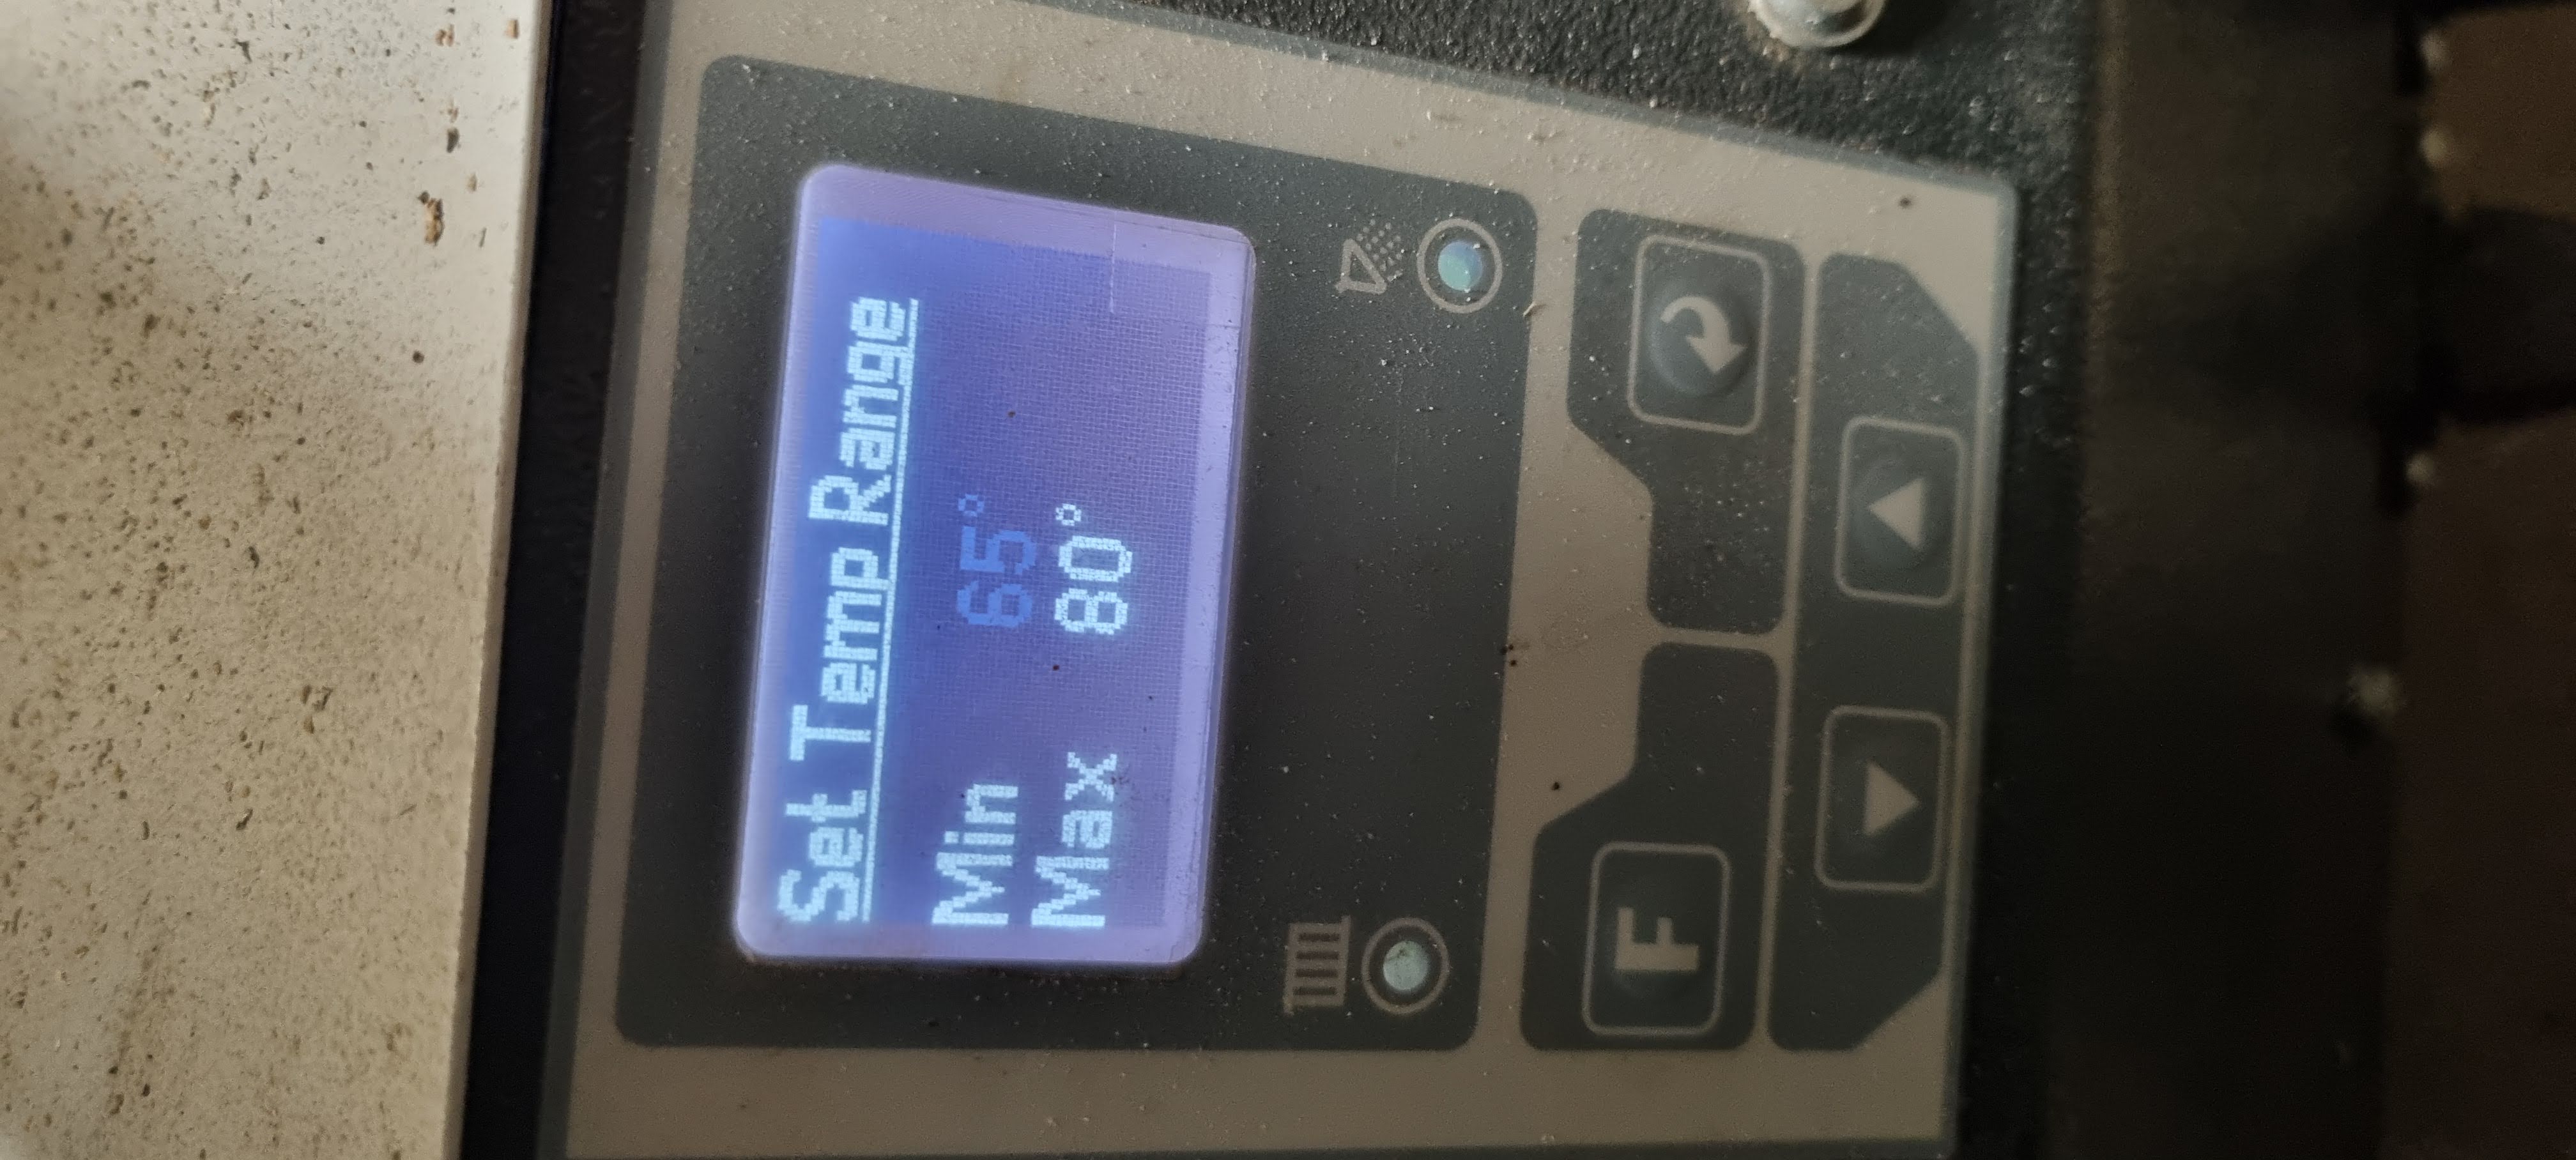 Set Temp Range
Min 65°
Max 80°
F